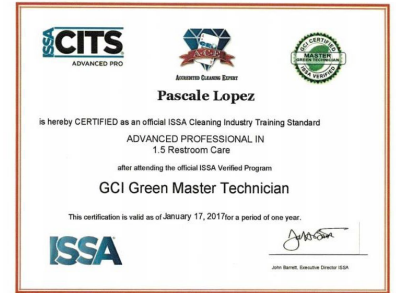 ISSA CITS
ADVANCED PRO
ACE
ACCREDITED CLEANING EXPERT
GCI CERTIFIED
MASTER
GREEN TECHNICIAN
ISSA VERIFIED
Pascale Lopez
is hereby CERTIFIED as an official ISSA Cleaning Industry Training Standard
ADVANCED PROFESSIONAL IN
1.5 Restroom Care
after attending the official ISSA Verified Program
GCI Green Master Technician
This certification is valid as of January 17, 2017for a period of one year.
ISSA
John Barrett, Executive Director ISSA